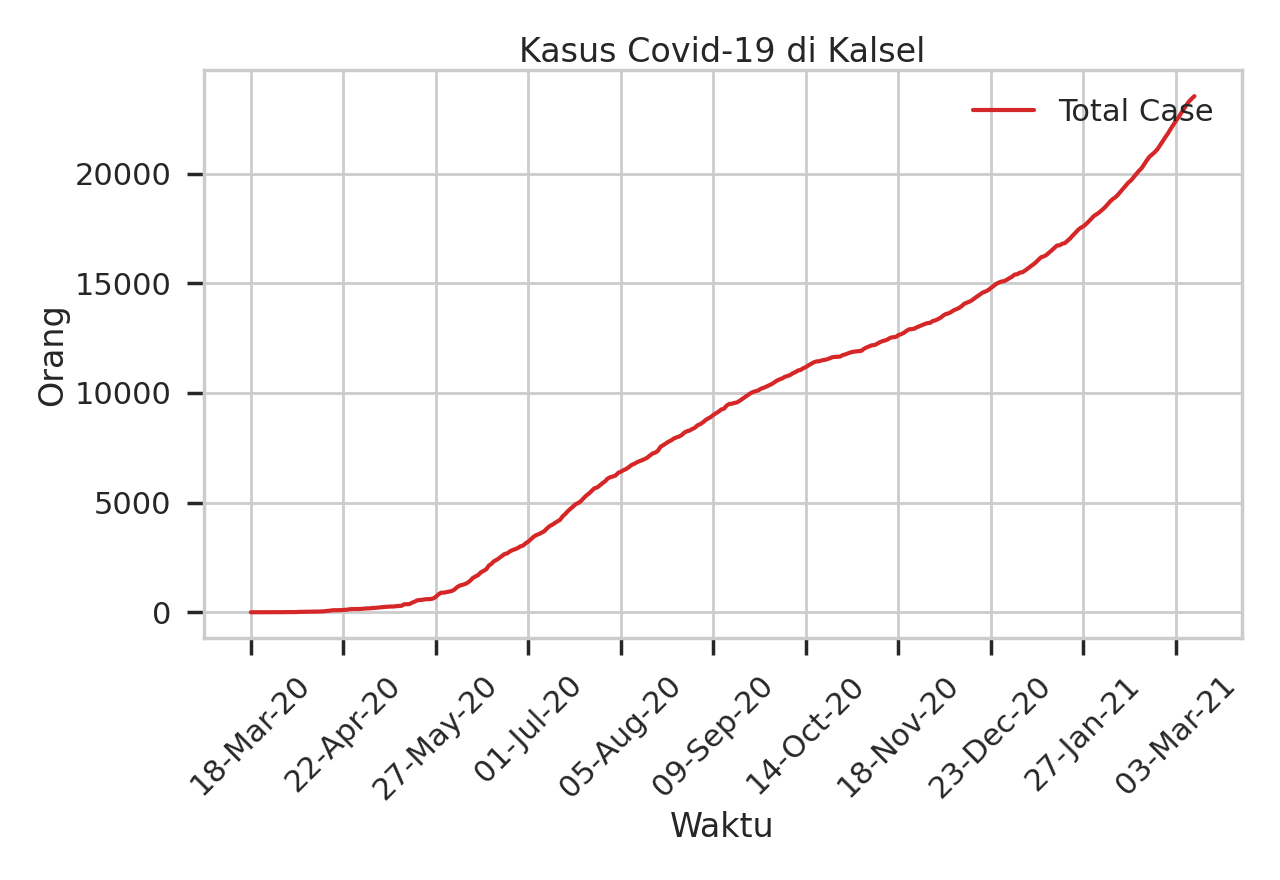 Kasus Covid-19 di Kalsel
Total Case
Orang
20000
15000
10000
5000
0
18-Mar-20
22-Apr-20
27-May-20
01-Jul-20
05-Aug-20
09-Sep-20
14-Oct-20
18-Nov-20
23-Dec-20
27-Jan-21
03-Mar-21
Waktu